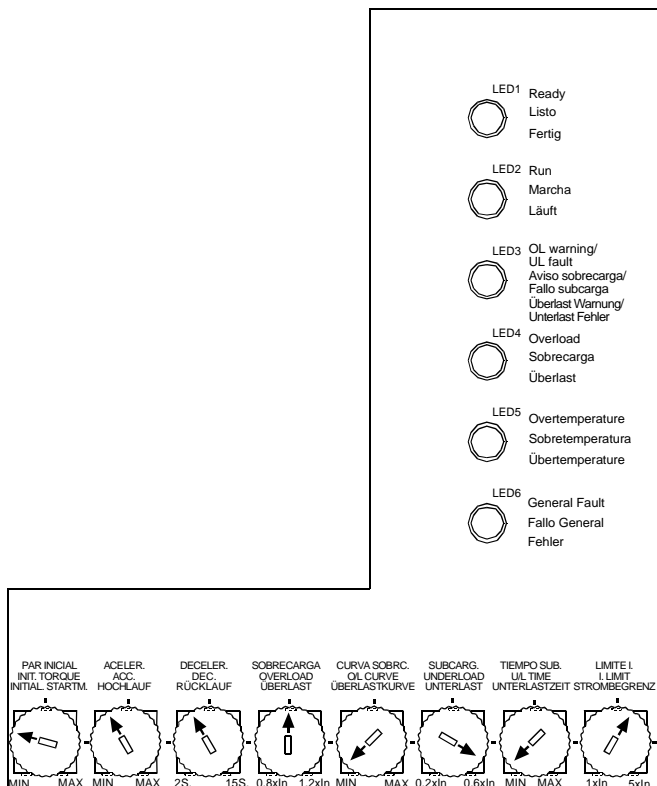 LED1 Ready
Listo
Fertig
LED2 Run
Marcha
Läuft
LED3 OL warning/
UL fault
Aviso sobrecarga/
Fallo subcarga
Überlast Warnung/
Unterlast Fehler
LED4 Overload
Sobrecarga
Überlast
LED5 Overtemperature
Sobretemperatura
Übertemperature
LED6 General Fault
Fallo General
Fehler
PAR INICIAL
INIT. TORQUE
INITIAL. STARTM.
ACELER.
ACC.
HOCHLAUF
DECELER.
DEC.
RÜCKLAUF
SOBRECARGA
OVERLOAD
ÜBERLAST
CURVA SOBRC.
O/L CURVE
ÜBERLASTKURVE
SUBCARG.
UNDERLOAD
UNTERLAST
TIEMPO SUB.
U/L TIME
UNTERLASTZEIT
LIMITE I.
I. LIMIT
STROMBEGRENZ
MIN MAX
MIN MAX
2S. 15S.
0.8xIn 1.2xIn
MIN MAX
0.2xIn 0.6xIn
MIN MAX
1xIn 5xIn